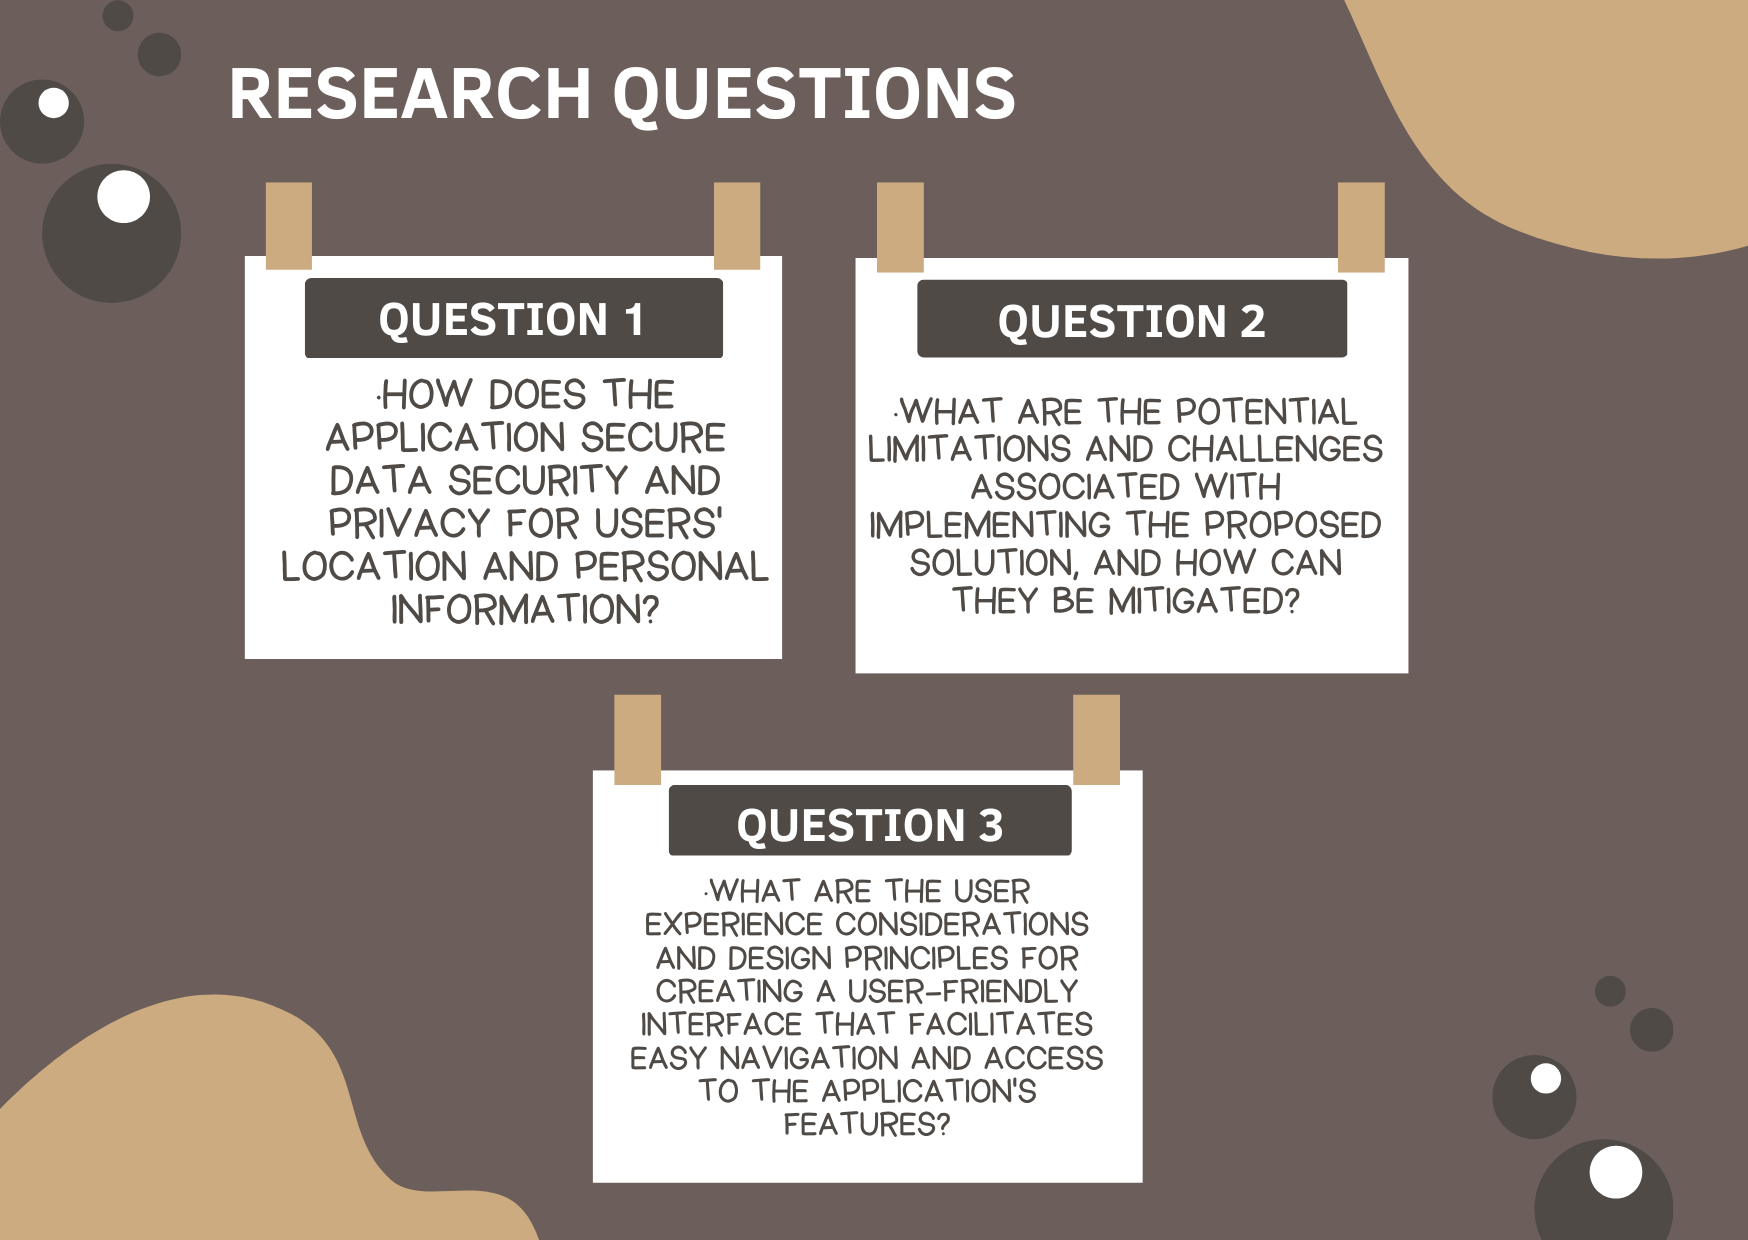 RESEARCH QUESTIONS
QUESTION 1
·HOW DOES THE
APPLICATION SECURE
DATA SECURITY AND
PRIVACY FOR USERS'
LOCATION AND PERSONAL
INFORMATION?
QUESTION 2
·WHAT ARE THE POTENTIAL
LIMITATIONS AND CHALLENGES
ASSOCIATED WITH
IMPLEMENTING THE PROPOSED
SOLUTION, AND HOW CAN
THEY BE MITIGATED?
QUESTION 3
·WHAT ARE THE USER
EXPERIENCE CONSIDERATIONS
AND DESIGN PRINCIPLES FOR
CREATING A USER-FRIENDLY
INTERFACE THAT FACILITATES
EASY NAVIGATION AND ACCESS
TO THE APPLICATION'S
FEATURES?